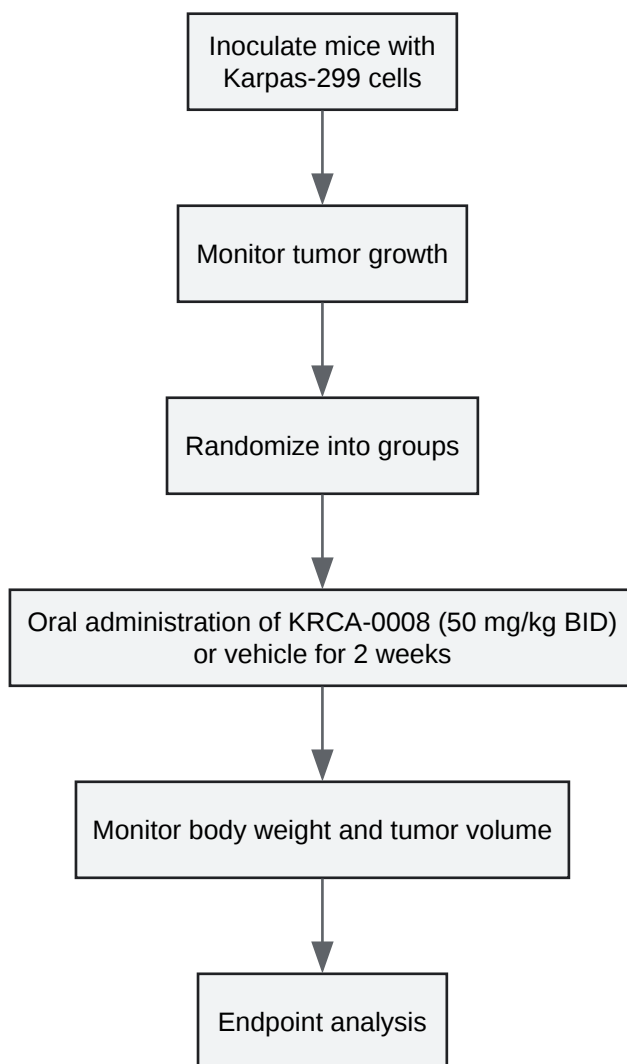 Inoculate mice with
Karpas-299 cells
Monitor tumor growth
Randomize into groups
Oral administration of KRCA-0008 (50 mg/kg BID)
or vehicle for 2 weeks
Monitor body weight and tumor volume
Endpoint analysis